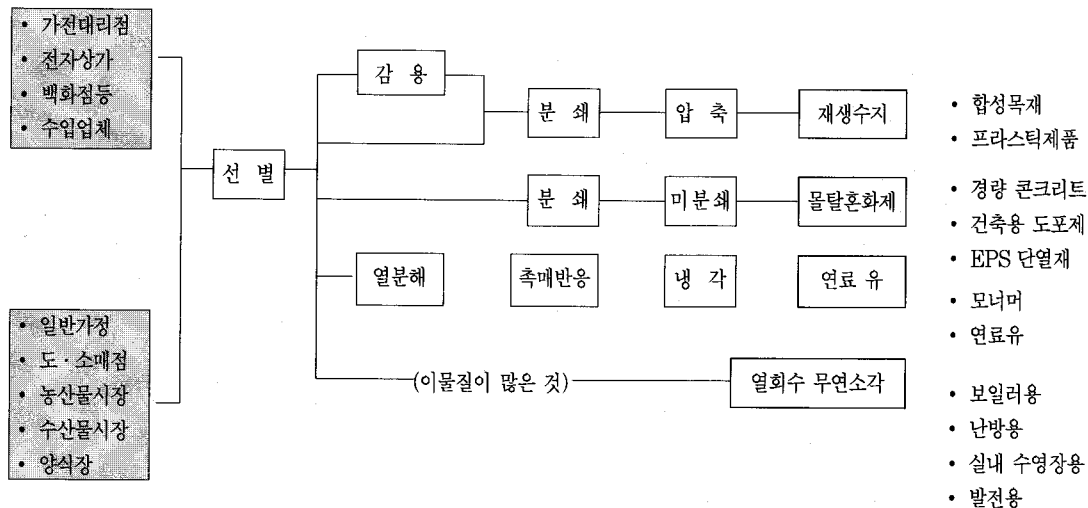 • 가전대리점
• 전자상가
• 백화점등
• 수입업체
선 별
• 일반가정
• 도 · 소매점
• 농산물시장
• 수산물시장
• 양식장
감 용
분 쇄
압 축
재생수지
분 쇄
미분쇄
몰탈혼화제
열분해
촉매반응
냉 각
연료 유
(이물질이 많은 것)
열회수 무연소각
• 합성목재
• 프라스틱제품
• 경량 콘크리트
• 건축용 도포제
• EPS 단열재
• 모너머
• 연료유
• 보일러용
• 난방용
• 실내 수영장용
• 발전용